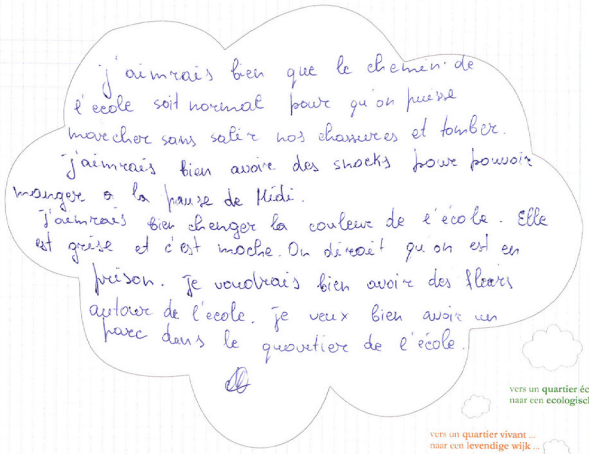 j'aimrais bien que le chemen de
l'ecole soit normal pour qu'on puisse
marcher sans salir nos chassures et tomber.
j'aimrais bien avoir des snacks pour pouvoir
manger a la pause de Midi.
j'aimrais bien changer la couleur de l'école. Elle
est grise et c'est moche. On dirait qu'on est en
prison. je voudrais bien avoir des fleurs
autour de l'ecole. je veux bien avoir un
parc dans le quartier de l'école.
vers un quartier éc
naar een ecologisc
vers un quartier vivant ...
naar een levendige wijk ...